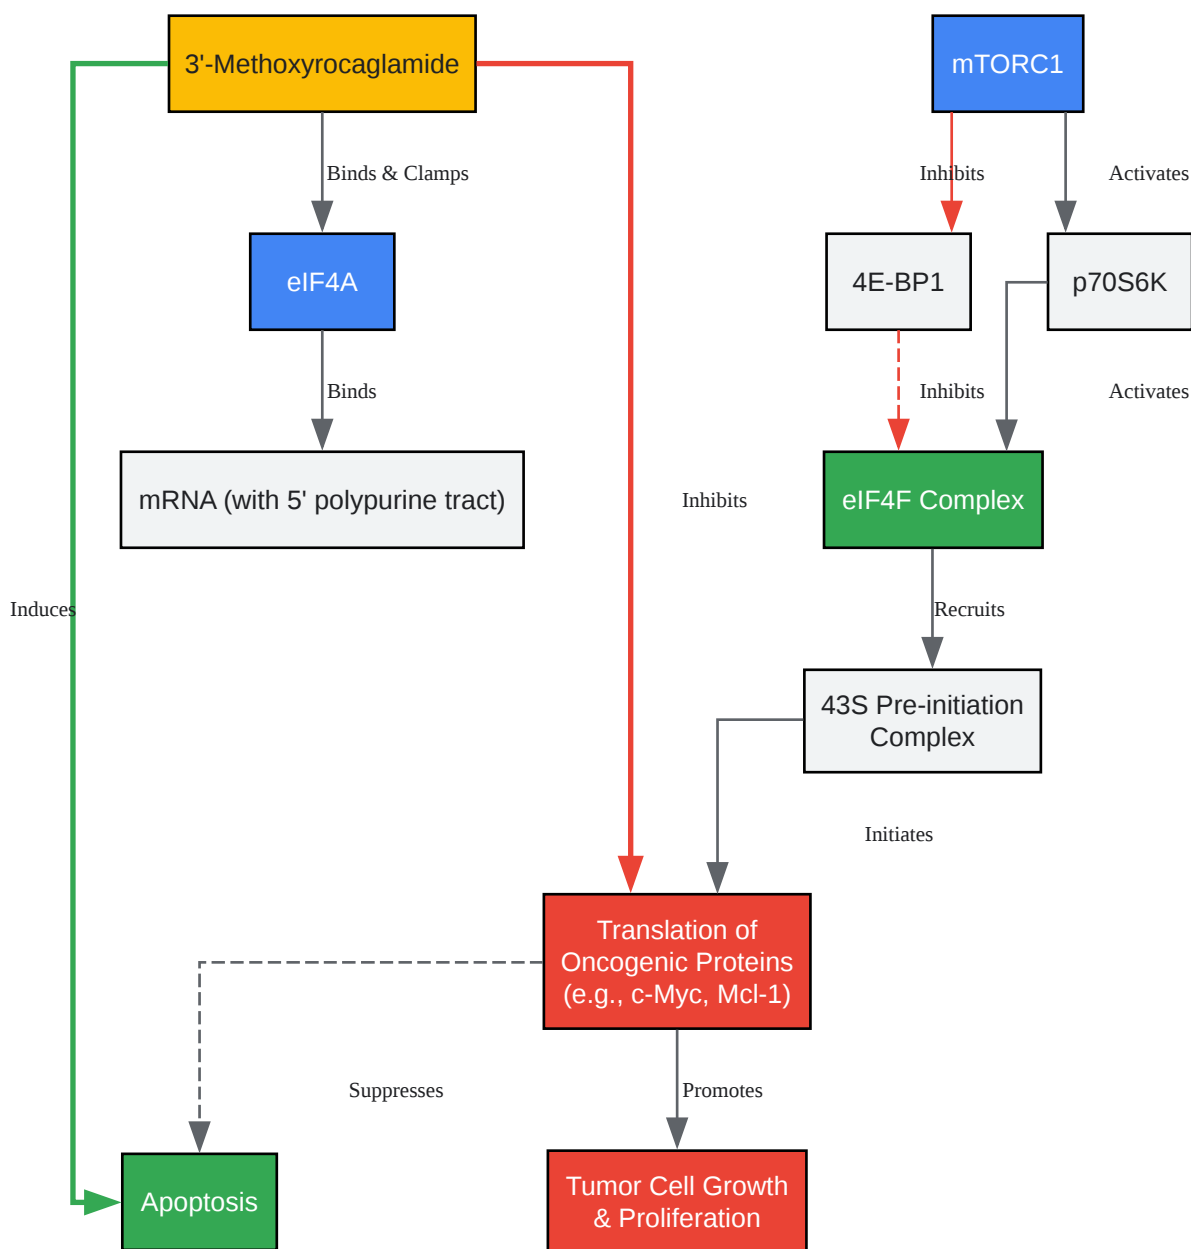 3'-Methoxyrocaglamide
mTORC1
Binds & Clamps
Inhibits
Activates
eIF4A
4E-BP1
p70S6K
Binds
Inhibits
Activates
mRNA (with 5' polypurine tract)
Inhibits
eIF4F Complex
Induces
Recruits
43S Pre-initiation
Complex
Initiates
Translation of
Oncogenic Proteins
(e.g., c-Myc, Mcl-1)
Suppresses
Promotes
Apoptosis
Tumor Cell Growth
& Proliferation